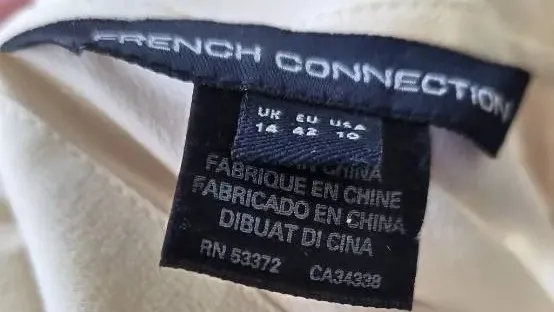 FRENCH CONNECTION
UK EU USA
14 42 10
IN CHINA
FABRIQUE EN CHINE
FABRICADO EN CHINA
DIBUAT DI CINA
RN 53372 CA34338